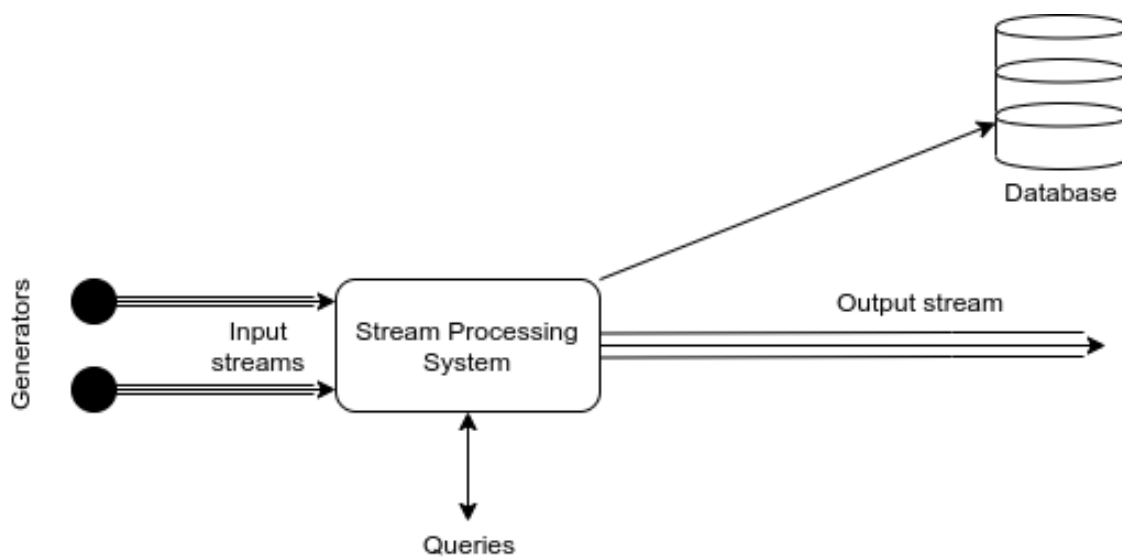 Database
Generators
Input
streams
Stream Processing
System
Output stream
Queries